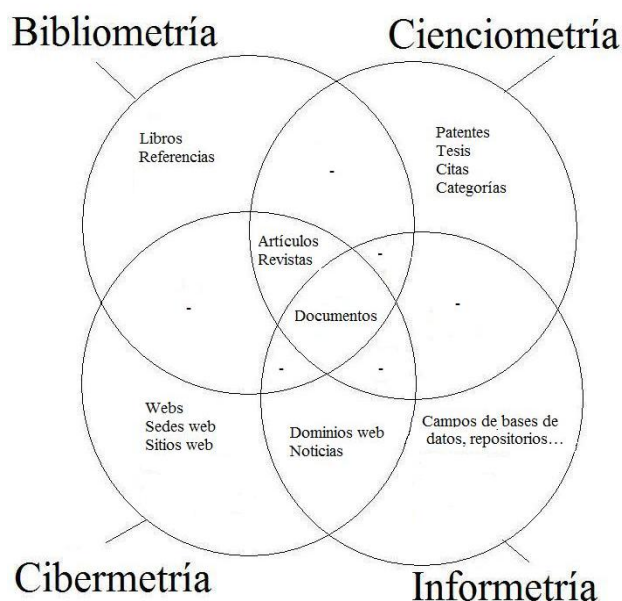 Bibliometría
Cienciometría
Libros
Referencias
Patentes
Tesis
Citas
Categorías
-
Artículos
Revistas
-
-
-
Documentos
-
-
Webs
Sedes web
Sitios web
Dominios web
Noticias
Campos de bases de
datos, repositorios…
Cibermetría
Informetría